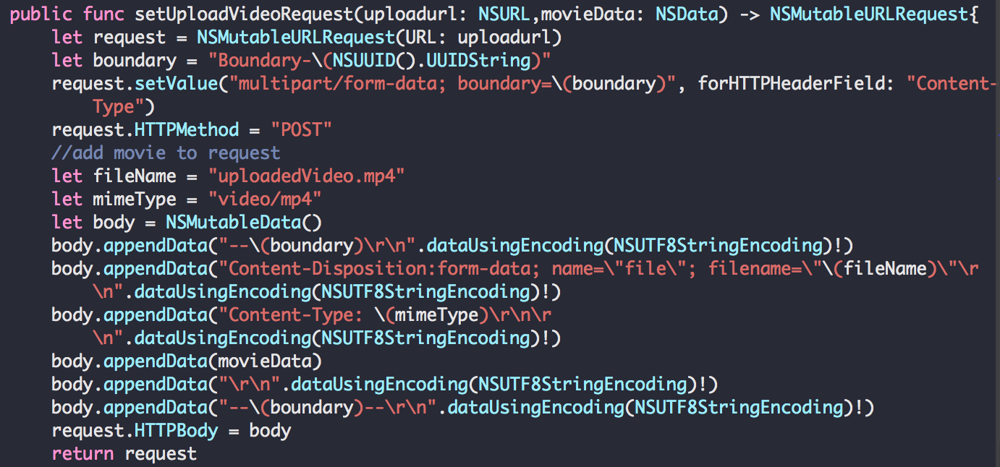 public func setUploadVideoRequest(uploadurl: NSURL,movieData: NSData) -> NSMutableURLRequest{
let request = NSMutableURLRequest(URL: uploadurl)
let boundary = "Boundary-\(NSUUID().UUIDString)"
request.setValue("multipart/form-data; boundary=\(boundary)", forHTTPHeaderField: "Content-
Type")
request.HTTPMethod = "POST"
//add movie to request
let fileName = "uploadedVideo.mp4"
let mimeType = "video/mp4"
let body = NSMutableData()
body.appendData("--\(boundary)\r\n".dataUsingEncoding(NSUTF8StringEncoding)!)
body.appendData("Content-Disposition:form-data; name=\"file\"; filename=\"\(fileName)\"\r
\n".dataUsingEncoding(NSUTF8StringEncoding)!)
body.appendData("Content-Type: \(mimeType)\r\n\r
\n".dataUsingEncoding(NSUTF8StringEncoding)!)
body.appendData(movieData)
body.appendData("\r\n".dataUsingEncoding(NSUTF8StringEncoding)!)
body.appendData("--\(boundary)--\r\n".dataUsingEncoding(NSUTF8StringEncoding)!)
request.HTTPBody = body
return request